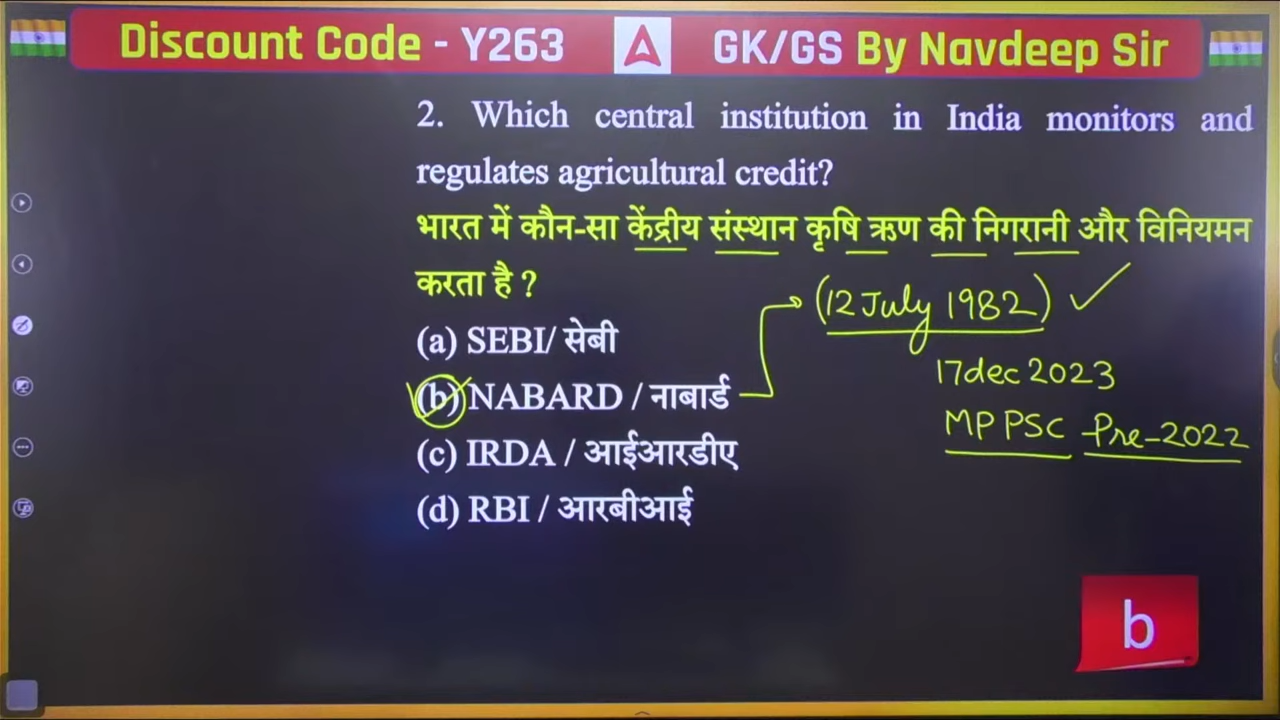 Discount Code - Y263
GK/GS By Navdeep Sir
2. Which central institution in India monitors and
regulates agricultural credit?
भारत में कौन-सा केंद्रीय संस्थान कृषि ऋण की निगरानी और विनियमन
करता है ?
(12 July 1982)
(a) SEBI/ सेबी
17dec 2023
(b) NABARD / नाबार्ड
MPPSC Pre-2022
(c) IRDA / आईआरडीए
(d) RBI / आरबीआई
b